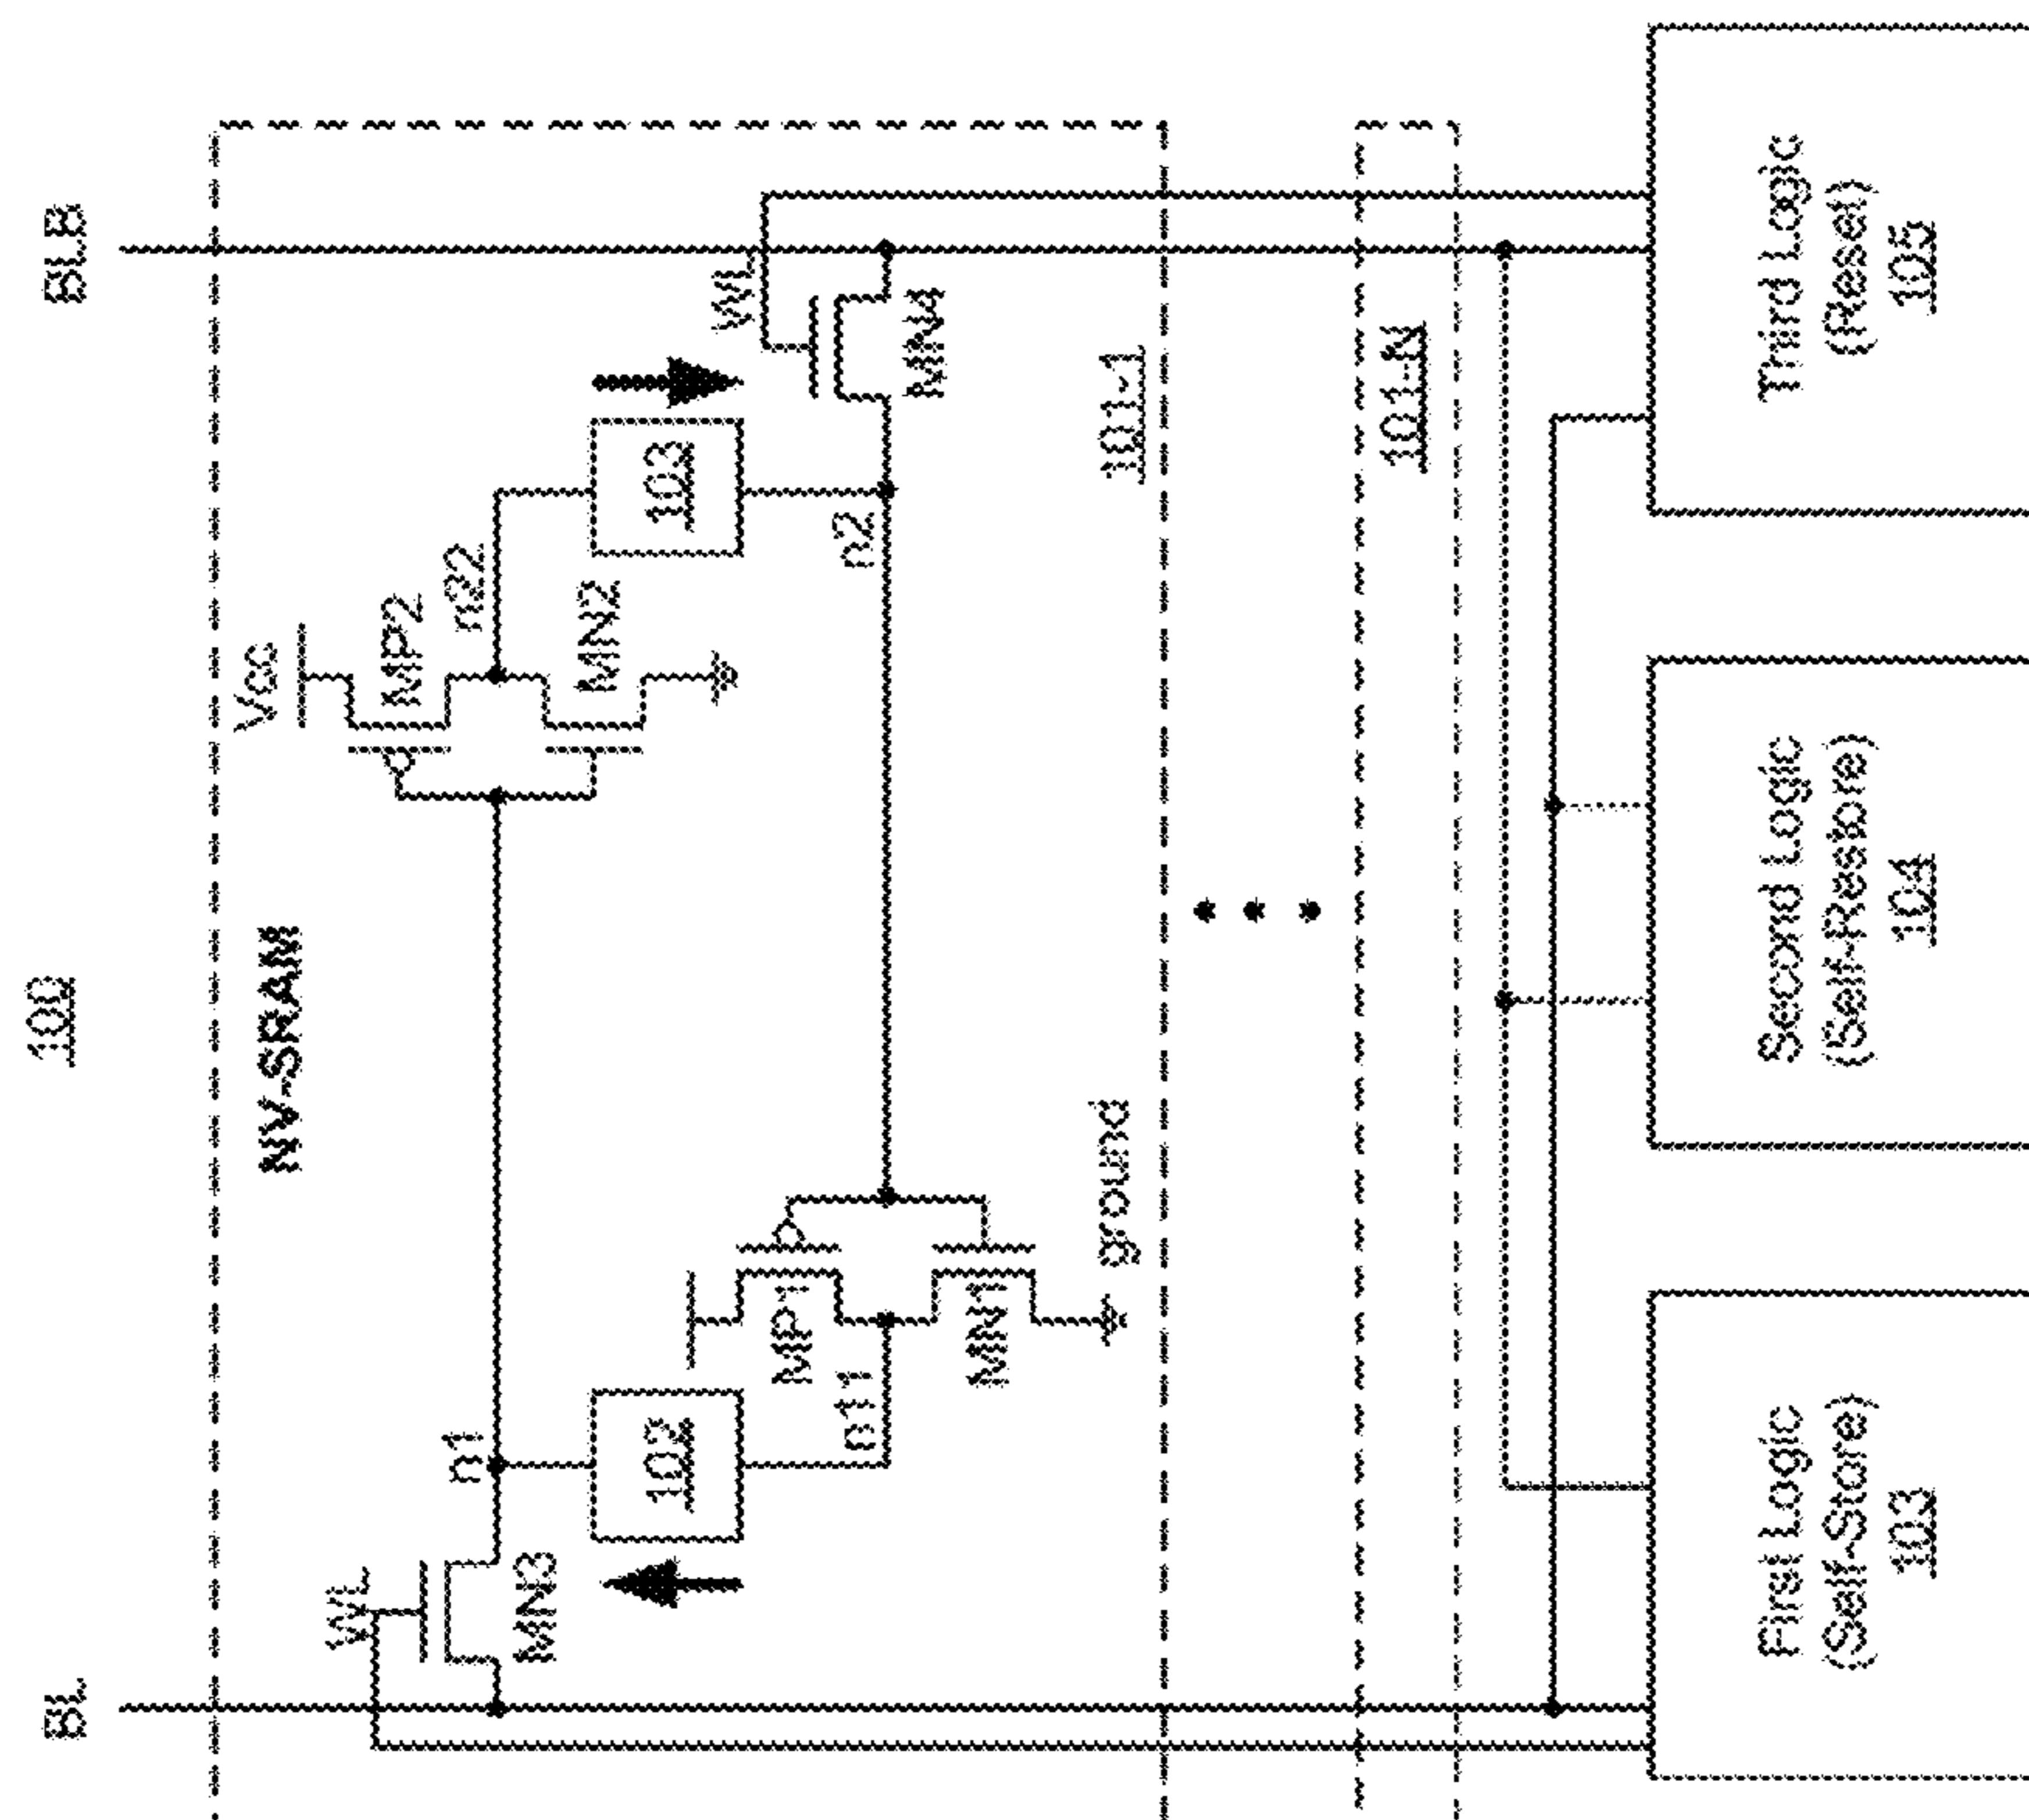 100
BL
BLB
NV-SRAM
Vcc
WL
MP2
n1
n22
MN3
MN2
102
103
WL
MP1
n11
n2
MN4
MN1
ground
101-1
101-N
First Logic
(Self-Store)
103
Second Logic
(Self-Restore)
104
Third Logic
(Reset)
105